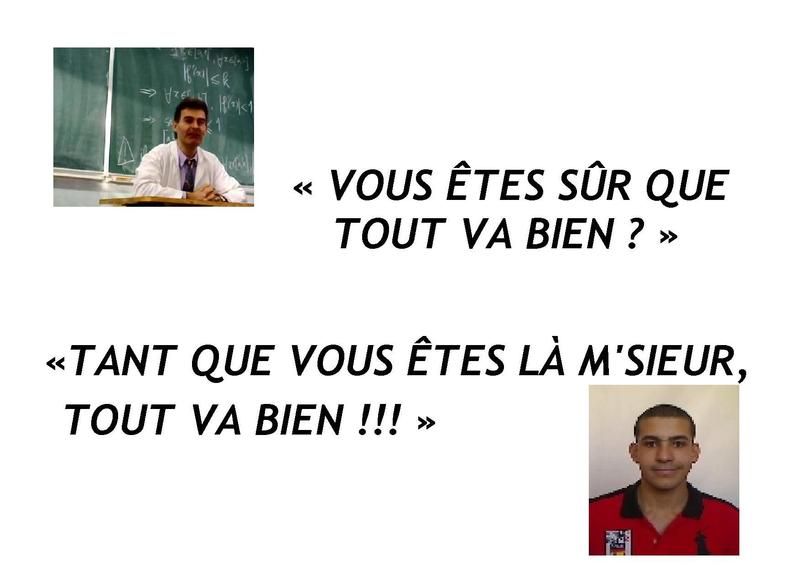 « VOUS ÊTES SÛR QUE
TOUT VA BIEN ? »
«TANT QUE VOUS ÊTES LÀ M'SIEUR,
TOUT VA BIEN !!! »